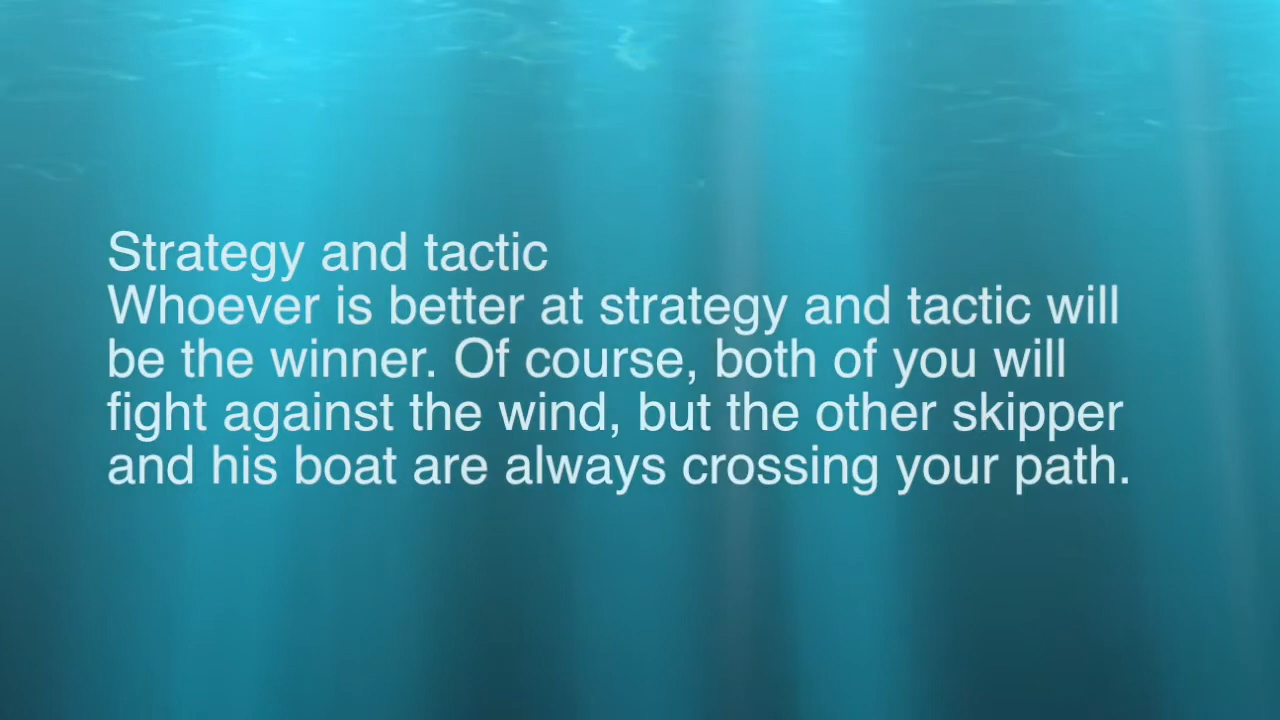 Strategy and tactic
Whoever is better at strategy and tactic will
be the winner. Of course, both of you will
fight against the wind, but the other skipper
and his boat are always crossing your path.